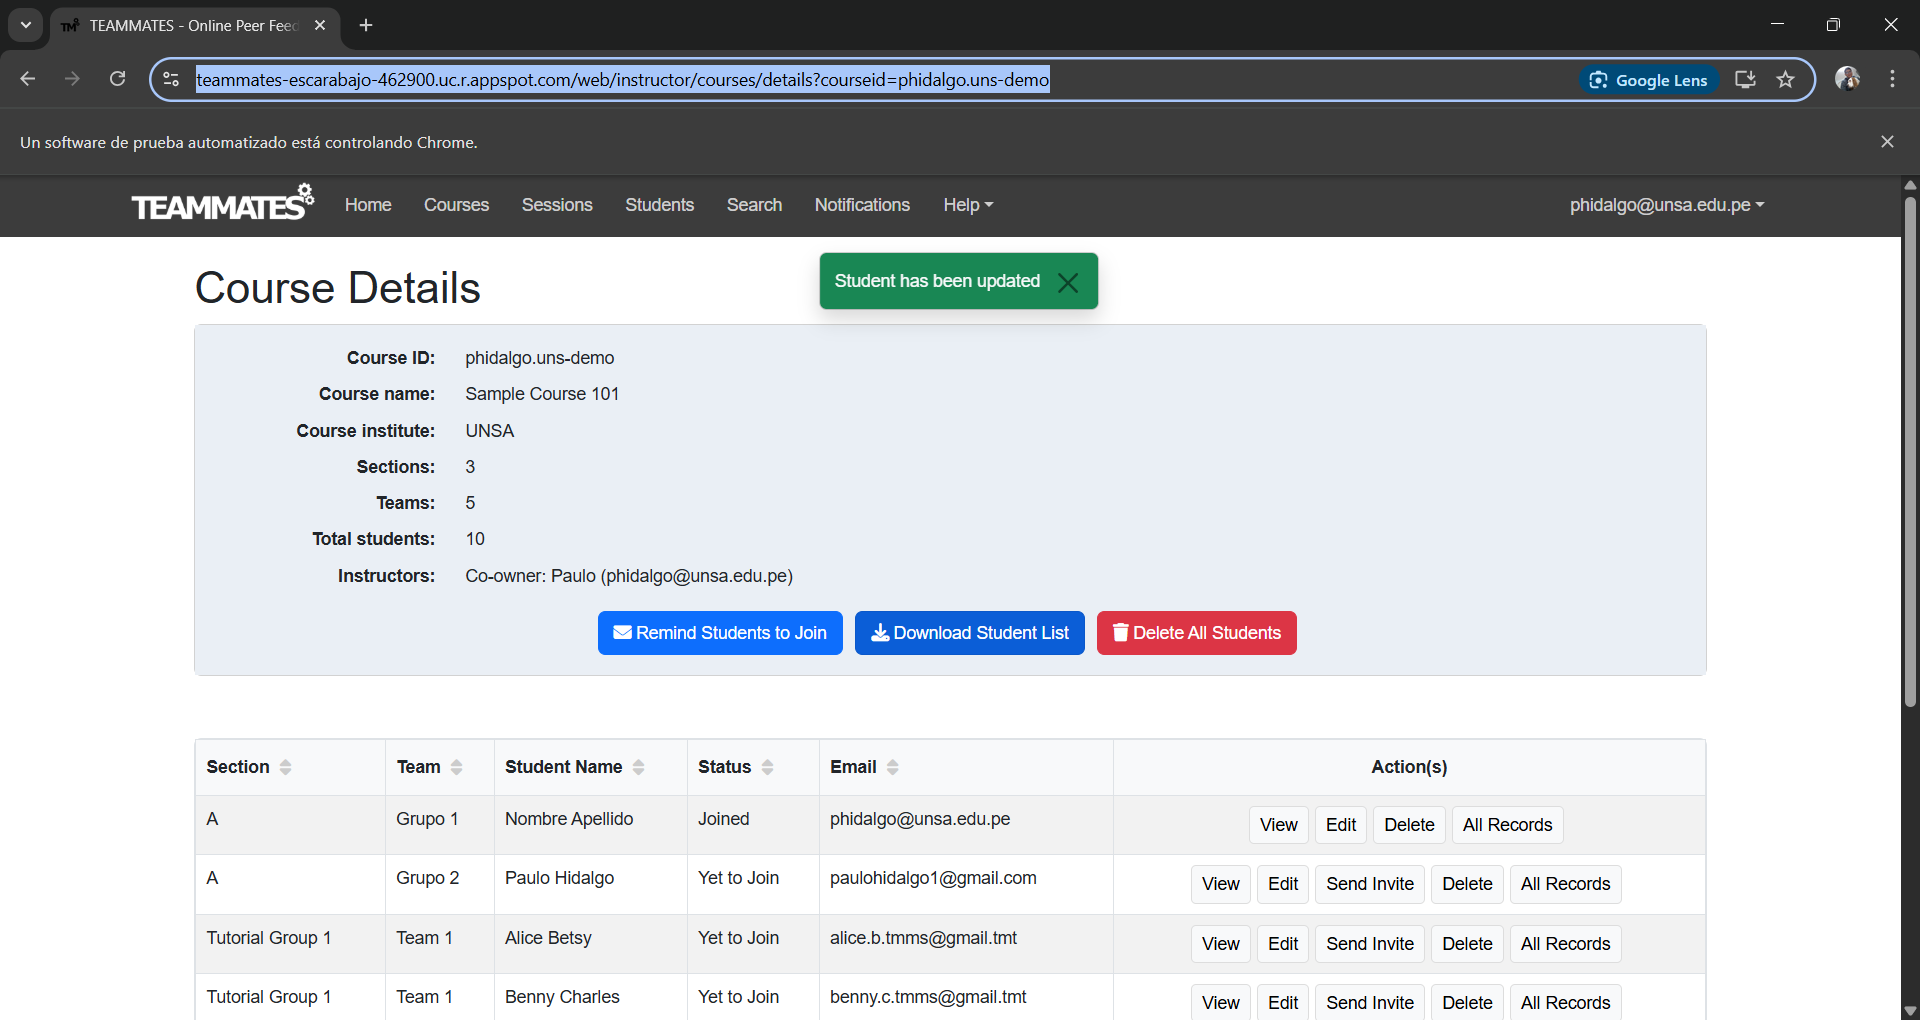 TEAMMATES - Online Peer Feed
teammates-escarabajo-462900.uc.r.appspot.com/web/instructor/courses/details?courseid=phidalgo.uns-demo
Google Lens
Un software de prueba automatizado está controlando Chrome.
TEAMMATES Home Courses Sessions Students Search Notifications Help phidalgo@unsa.edu.pe
Student has been updated
Course Details
Course ID: phidalgo.uns-demo
Course name: Sample Course 101
Course institute: UNSA
Sections: 3
Teams: 5
Total students: 10
Instructors: Co-owner: Paulo (phidalgo@unsa.edu.pe)
Remind Students to Join Download Student List Delete All Students
Section Team Student Name Status Email Action(s)
A Grupo 1 Nombre Apellido Joined phidalgo@unsa.edu.pe View Edit Delete All Records
A Grupo 2 Paulo Hidalgo Yet to Join paulohidalgo1@gmail.com View Edit Send Invite Delete All Records
Tutorial Group 1 Team 1 Alice Betsy Yet to Join alice.b.tmms@gmail.tmt View Edit Send Invite Delete All Records
Tutorial Group 1 Team 1 Benny Charles Yet to Join benny.c.tmms@gmail.tmt View Edit Send Invite Delete All Records